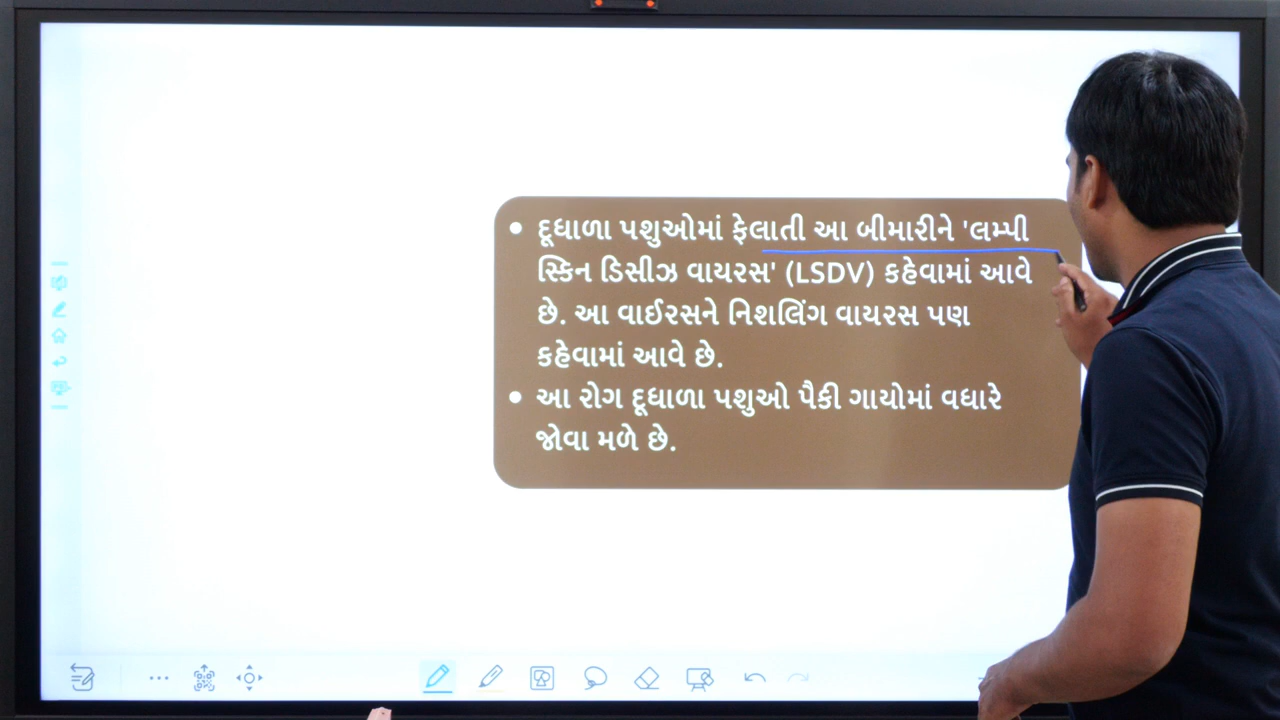 • દૂધાળા પશુઓમાં ફેલાતી આ બીમારીને 'લમ્પી
સ્કિન ડિસીઝ વાયરસ' (LSDV) કહેવામાં આવે
છે. આ વાઈરસને નિશલિંગ વાયરસ પણ
કહેવામાં આવે છે.
• આ રોગ દૂધાળા પશુઓ પૈકી ગાયોમાં વધારે
જોવા મળે છે.